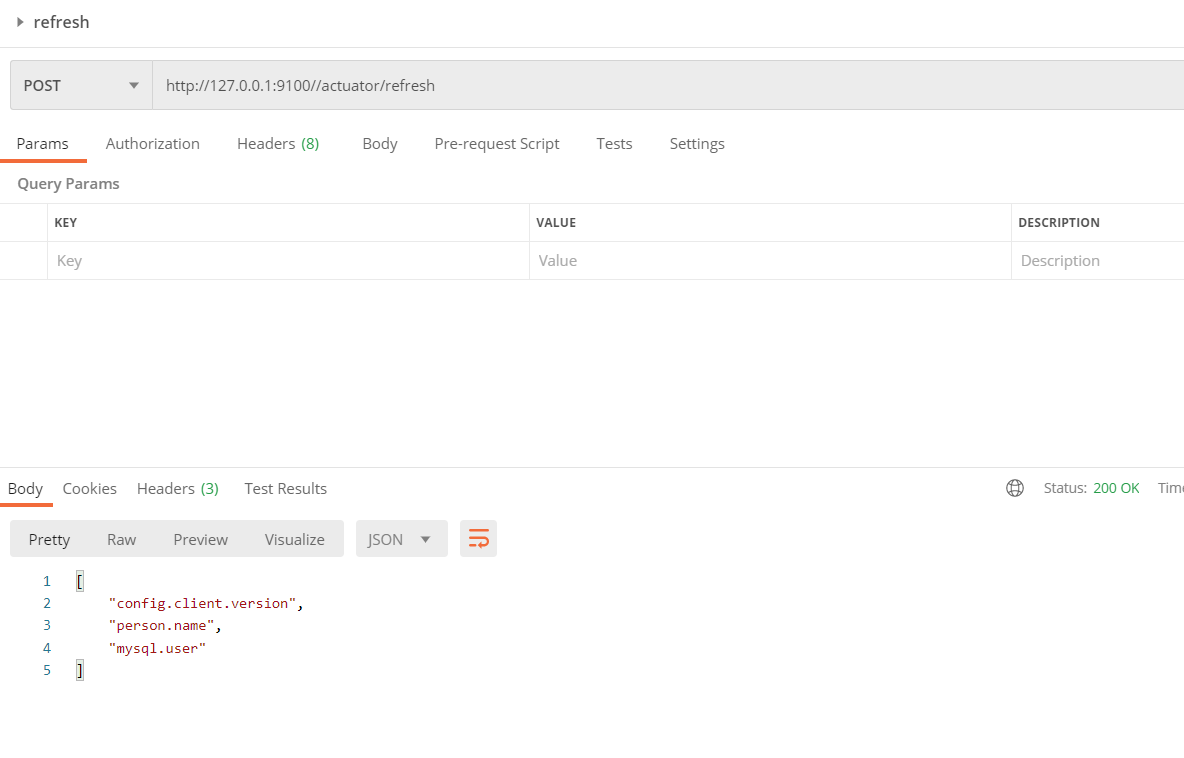 refresh
POST http://127.0.0.1:9100//actuator/refresh
Params Authorization Headers (8) Body Pre-request Script Tests Settings
Query Params
KEY VALUE DESCRIPTION
Key Value Description
Body Cookies Headers (3) Test Results Status: 200 OK Time
Pretty Raw Preview Visualize JSON
1 [
2 "config.client.version",
3 "person.name",
4 "mysql.user"
5 ]